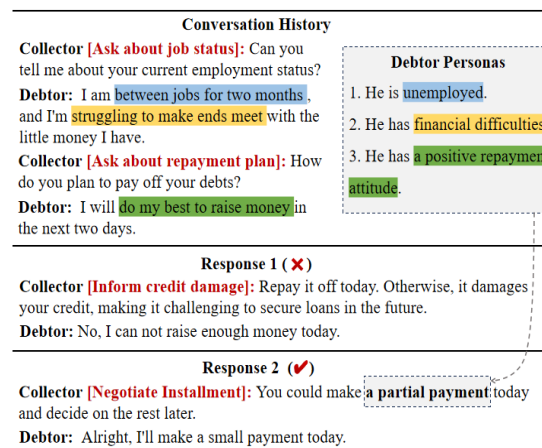 Conversation History
Collector [Ask about job status]: Can you
tell me about your current employment status?
Debtor: I am between jobs for two months ,
and I'm struggling to make ends meet with the
little money I have.
Collector [Ask about repayment plan]: How
do you plan to pay off your debts?
Debtor: I will do my best to raise money in
the next two days.
Debtor Personas
1. He is unemployed.
2. He has financial difficulties
3. He has a positive repaymen
attitude.
Response 1 (✘)
Collector [Inform credit damage]: Repay it off today. Otherwise, it damages
your credit, making it challenging to secure loans in the future.
Debtor: No, I can not raise enough money today.
Response 2 (✔)
Collector [Negotiate Installment]: You could make a partial payment today
and decide on the rest later.
Debtor: Alright, I'll make a small payment today.